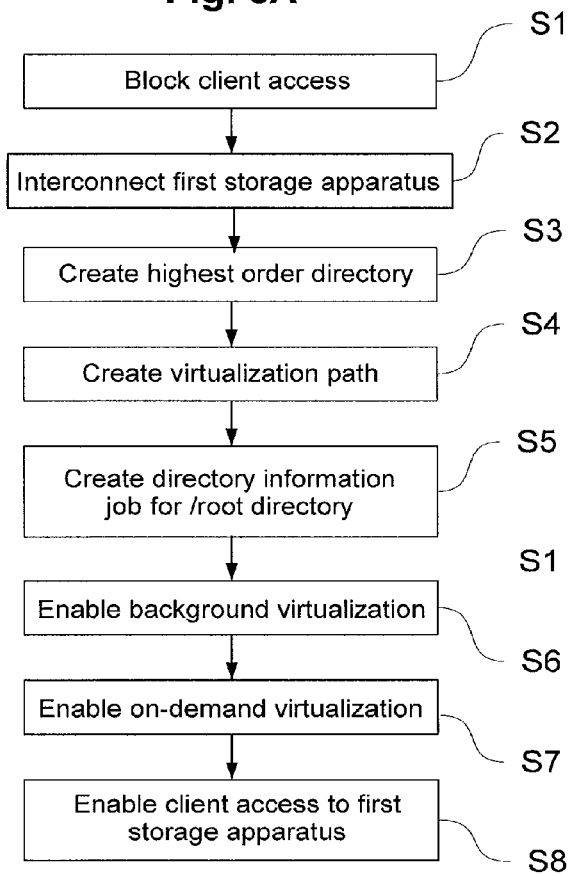 S1
Block client access
S2
Interconnect first storage apparatus
S3
Create highest order directory
S4
Create virtualization path
S5
Create directory information
job for /root directory
S1
Enable background virtualization
S6
Enable on-demand virtualization
S7
Enable client access to first
storage apparatus
S8